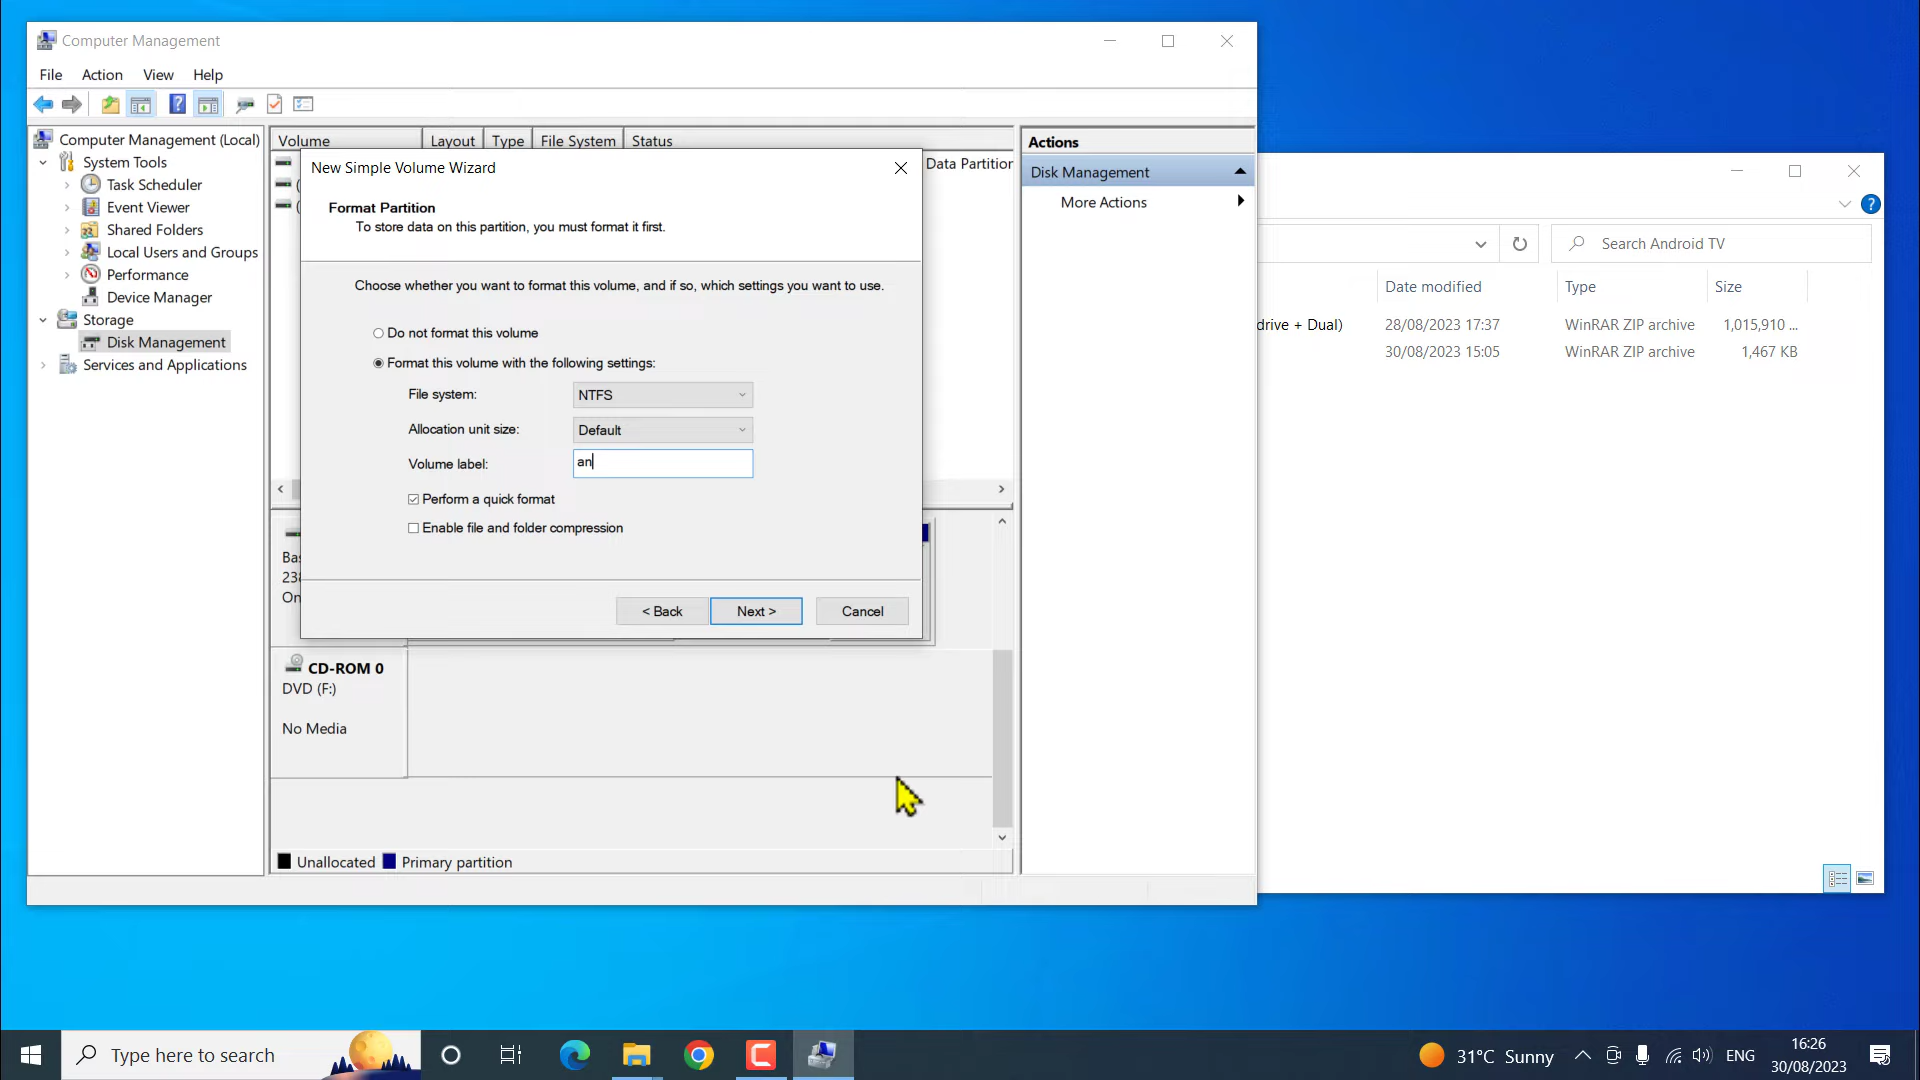 Computer Management
File Action View Help
Computer Management (Local)
System Tools
Task Scheduler
Event Viewer
Shared Folders
Local Users and Groups
Performance
Device Manager
Storage
Disk Management
Services and Applications
Volume Layout Type File System Status
Data Partition
New Simple Volume Wizard
Format Partition
To store data on this partition, you must format it first.
Choose whether you want to format this volume, and if so, which settings you want to use.
Do not format this volume
Format this volume with the following settings:
File system: NTFS
Allocation unit size: Default
Volume label: an
Perform a quick format
Enable file and folder compression
< Back Next > Cancel
Bas
238
On
CD-ROM 0
DVD (F:)
No Media
Unallocated Primary partition
Actions
Disk Management
More Actions
Search Android TV
Date modified Type Size
drive + Dual) 28/08/2023 17:37 WinRAR ZIP archive 1,015,910 ...
30/08/2023 15:05 WinRAR ZIP archive 1,467 KB
Type here to search
31°C Sunny
ENG
16:26
30/08/2023